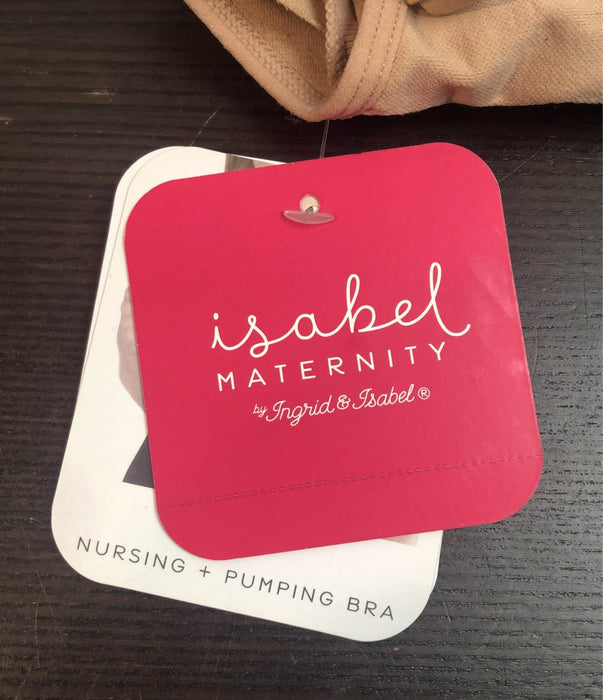 isabel
MATERNITY
by Ingrid & Isabel®
NURSING + PUMPING BRA